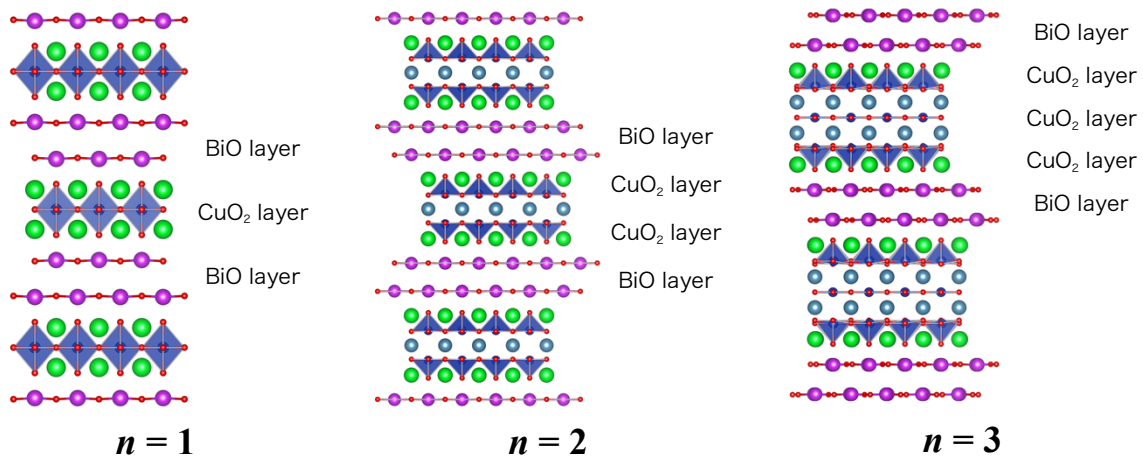 BiO layer
CuO₂ layer
BiO layer
n = 1
BiO layer
CuO₂ layer
CuO₂ layer
BiO layer
n = 2
BiO layer
CuO₂ layer
CuO₂ layer
CuO₂ layer
BiO layer
n = 3